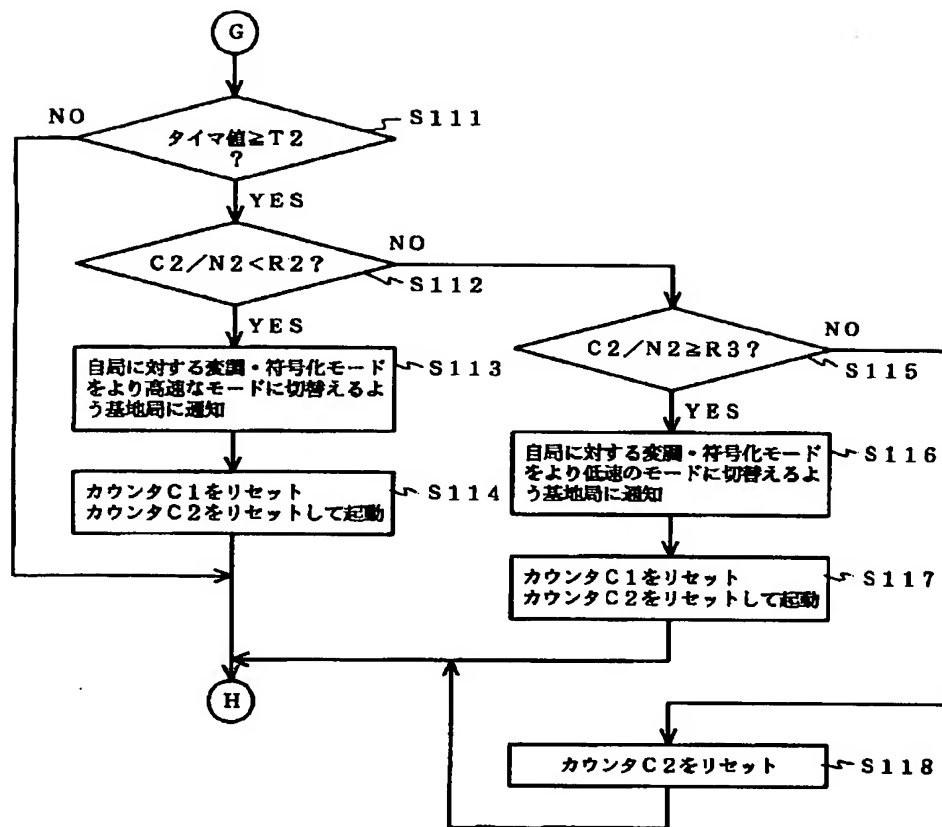 G
NO
S111
タイマ値≧T2
?
YES
NO
C2/N2<R2?
S112
YES
NO
C2/N2≧R3?
S115
自局に対する変調・符号化モード
をより高速なモードに切替えるよ
う基地局に通知
S113
YES
自局に対する変調・符号化モード
をより低速のモードに切替えるよ
う基地局に通知
S116
カウンタC1をリセット
カウンタC2をリセットして起動
S114
カウンタC1をリセット
カウンタC2をリセットして起動
S117
H
カウンタC2をリセット
S118